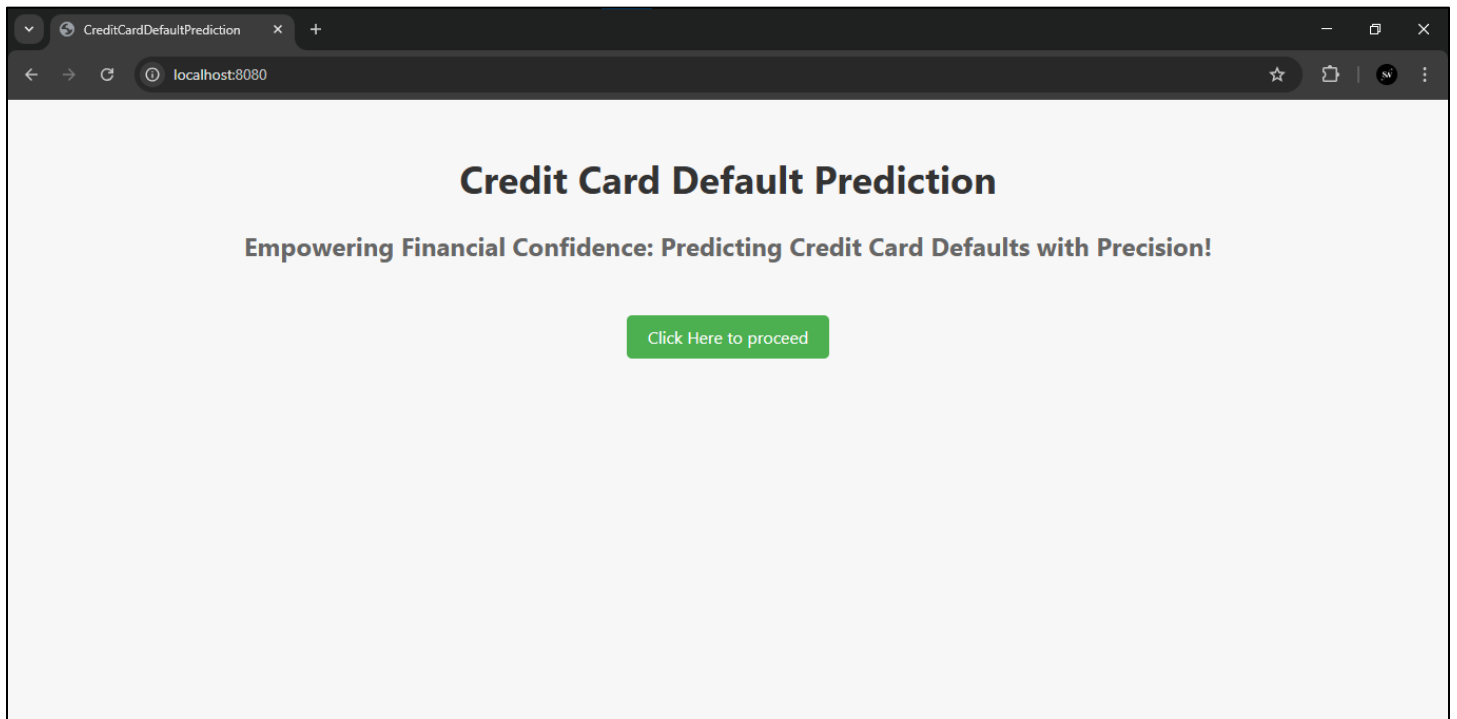 CreditCardDefaultPrediction
localhost:8080
Credit Card Default Prediction
Empowering Financial Confidence: Predicting Credit Card Defaults with Precision!
Click Here to proceed